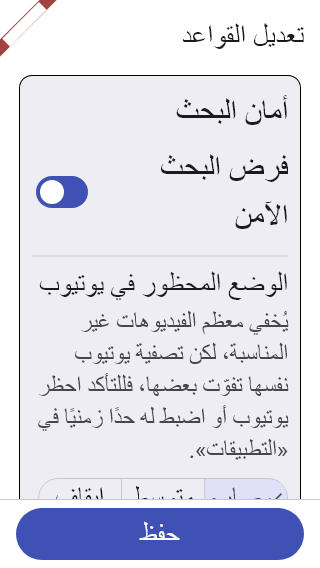 تعديل القواعد
أمان البحث
فرض البحث
الآمن
الوضع المحظور في يوتيوب
يُخفي معظم الفيديوهات غير
المناسبة، لكن تصفية يوتيوب
نفسها تفوّت بعضها، فللتأكد احظر
يوتيوب أو اضبط له حدًا زمنيًا في
«التطبيقات».
حفظ